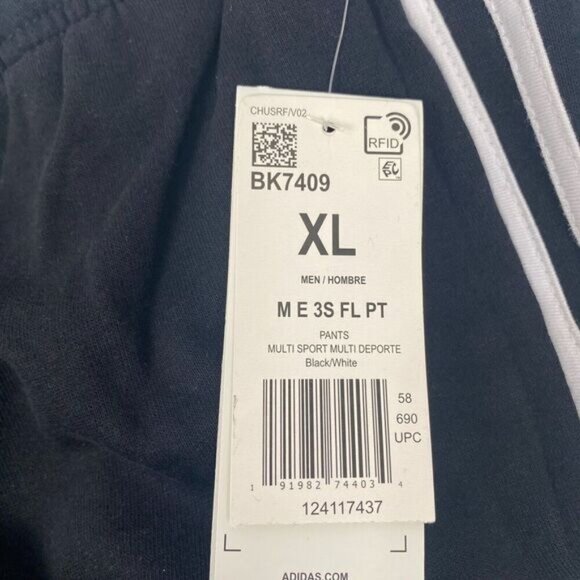 CHUSRF/V02
RFID
BK7409
XL
MEN / HOMBRE
M E 3S FL PT
PANTS
MULTI SPORT MULTI DEPORTE
Black/White
58
690
UPC
1 91982 74403 4
124117437
ADIDAS.COM